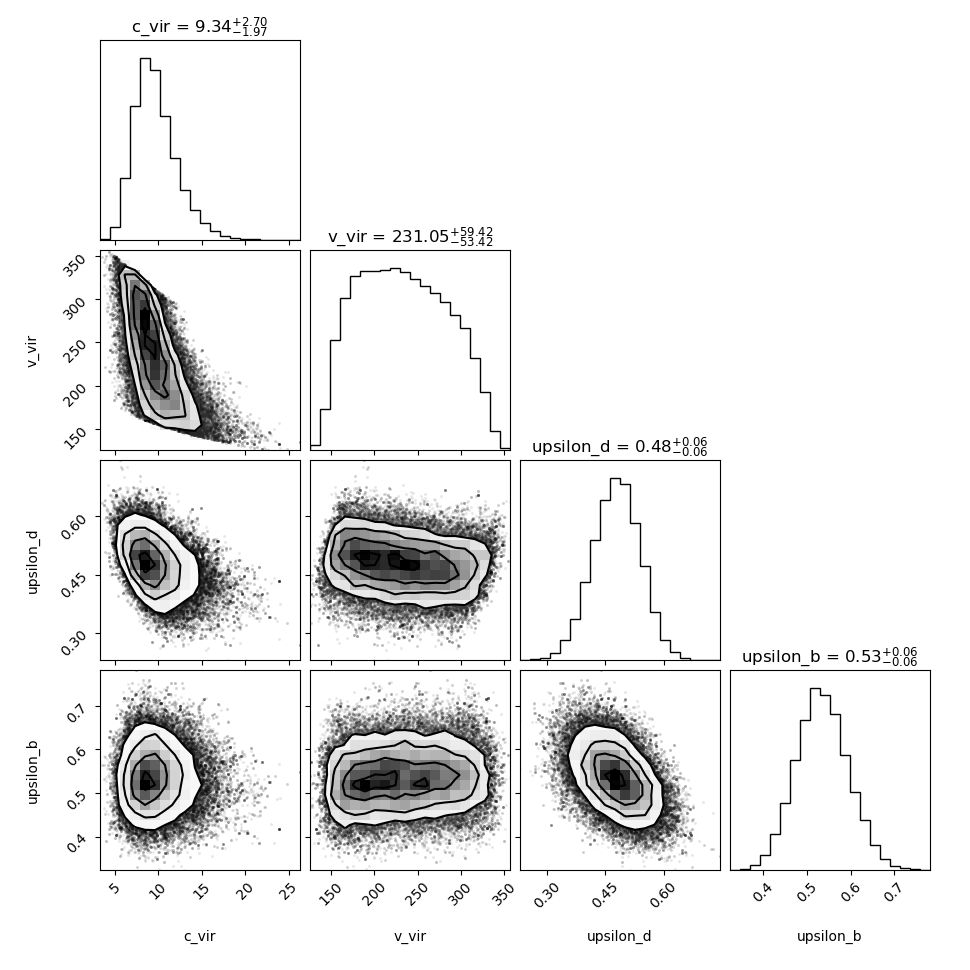 c_vir = 9.34^{+2.70}_{-1.97}
v_vir = 231.05^{+59.42}_{-53.42}
350
300
250
200
150
v_vir
upsilon_d = 0.48^{+0.06}_{-0.06}
0.60
0.45
0.30
upsilon_d
upsilon_b = 0.53^{+0.06}_{-0.06}
0.7
0.6
0.5
0.4
upsilon_b
5 10 15 20 25
150 200 250 300 350
0.30 0.45 0.60
0.4 0.5 0.6 0.7
c_vir v_vir upsilon_d upsilon_b